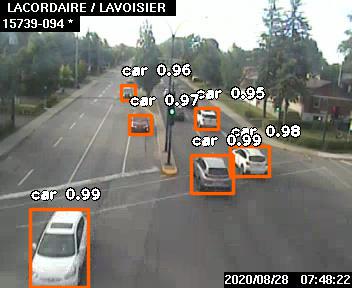 LACORDAIRE / LAVOISIER
15739-094 *
car 0.96
car 0.97
car 0.95
car 0.98
car 0.99
car 0.99
2020/08/28 07:48:22